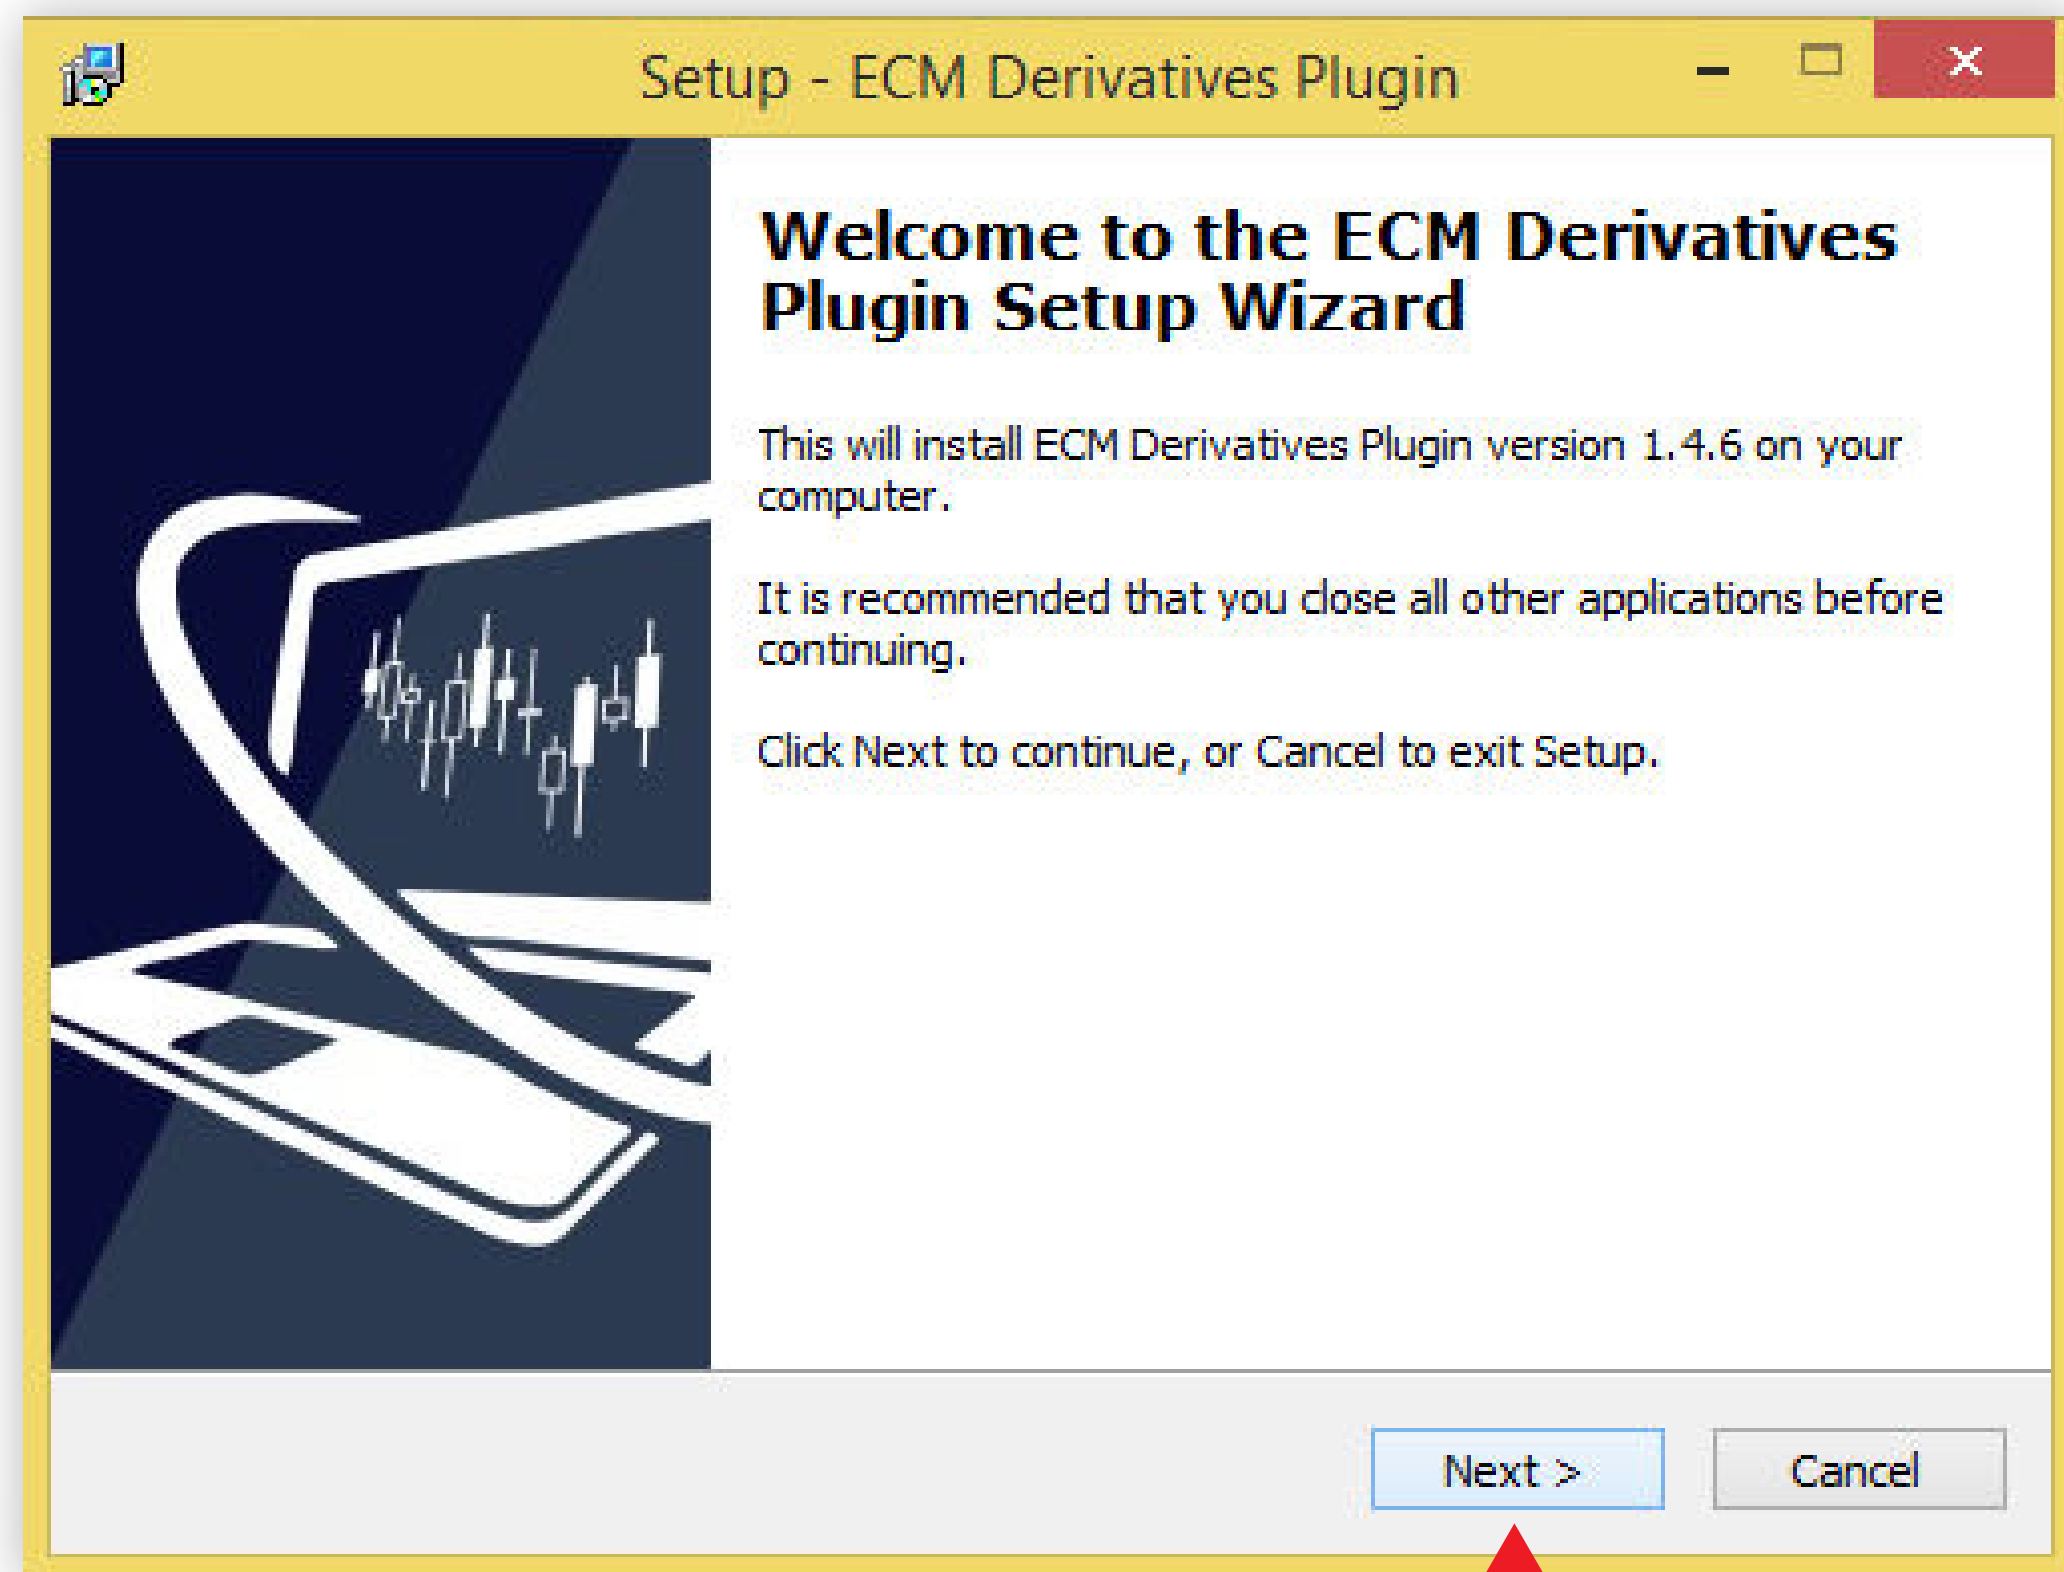 Setup - ECM Derivatives Plugin
Welcome to the ECM Derivatives
Plugin Setup Wizard
This will install ECM Derivatives Plugin version 1.4.6 on your
computer.
It is recommended that you close all other applications before
continuing.
Click Next to continue, or Cancel to exit Setup.
Next >
Cancel